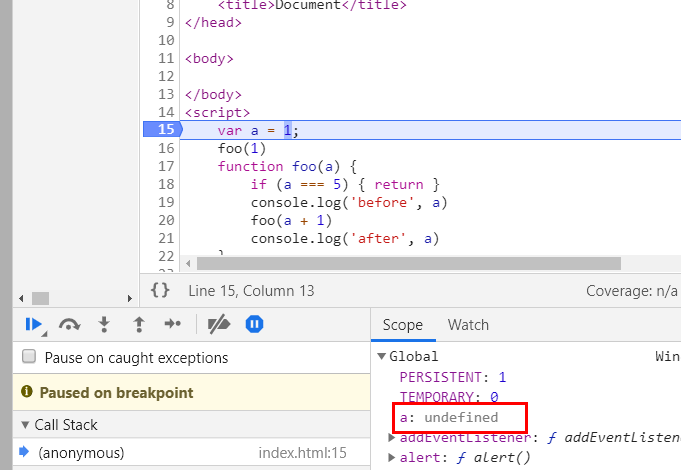 8 <title>Document</title>
9 </head>
10
11 <body>
12
13 </body>
14 <script>
15 var a = 1;
16 foo(1)
17 function foo(a) {
18 if (a === 5) { return }
19 console.log('before', a)
20 foo(a + 1)
21 console.log('after', a)
22 }
{} Line 15, Column 13 Coverage: n/a
Pause on caught exceptions
Paused on breakpoint
Call Stack
(anonymous) index.html:15
Scope Watch
Global Win
PERSISTENT: 1
TEMPORARY: 0
a: undefined
addEventListener: ƒ addEventListene
alert: ƒ alert()